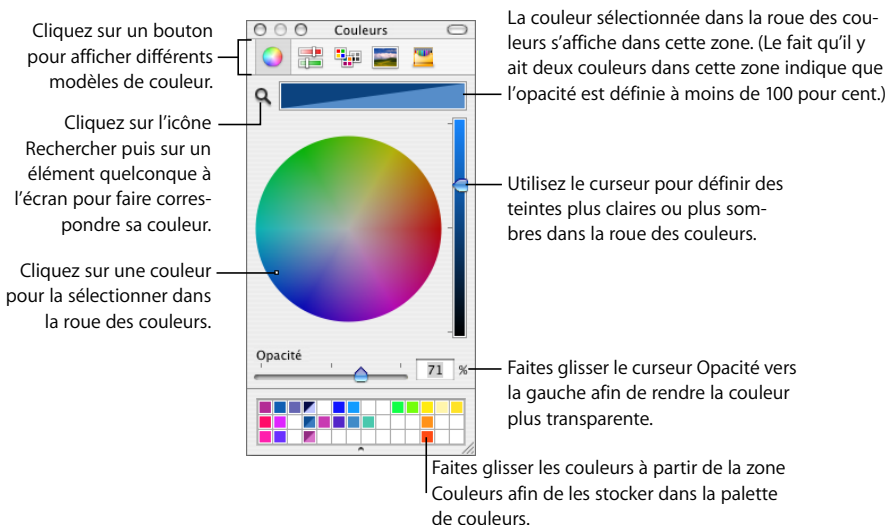 Cliquez sur un bouton
pour afficher différents
modèles de couleur.
Cliquez sur l'icône
Rechercher puis sur un
élément quelconque à
l'écran pour faire corres-
pondre sa couleur.
Cliquez sur une couleur
pour la sélectionner dans
la roue des couleurs.
Couleurs
Opacité
71 %
La couleur sélectionnée dans la roue des cou-
leurs s'affiche dans cette zone. (Le fait qu'il y
ait deux couleurs dans cette zone indique que
l'opacité est définie à moins de 100 pour cent.)
Utilisez le curseur pour définir des
teintes plus claires ou plus som-
bres dans la roue des couleurs.
Faites glisser le curseur Opacité vers
la gauche afin de rendre la couleur
plus transparente.
Faites glisser les couleurs à partir de la zone
Couleurs afin de les stocker dans la palette
de couleurs.